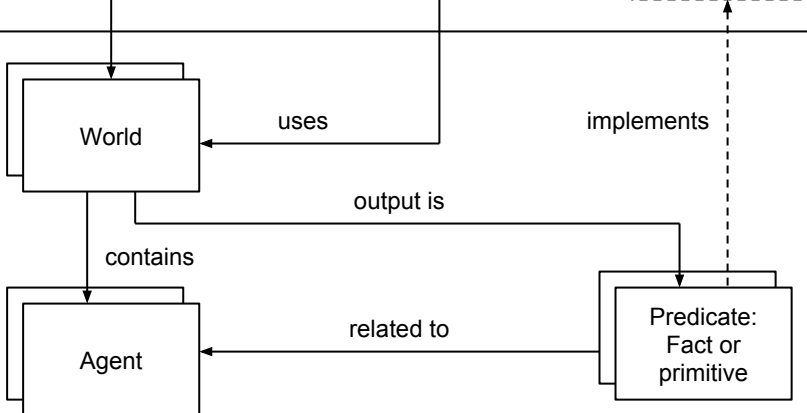 uses
implements
World
output is
contains
related to
Predicate:
Fact or
primitive
Agent